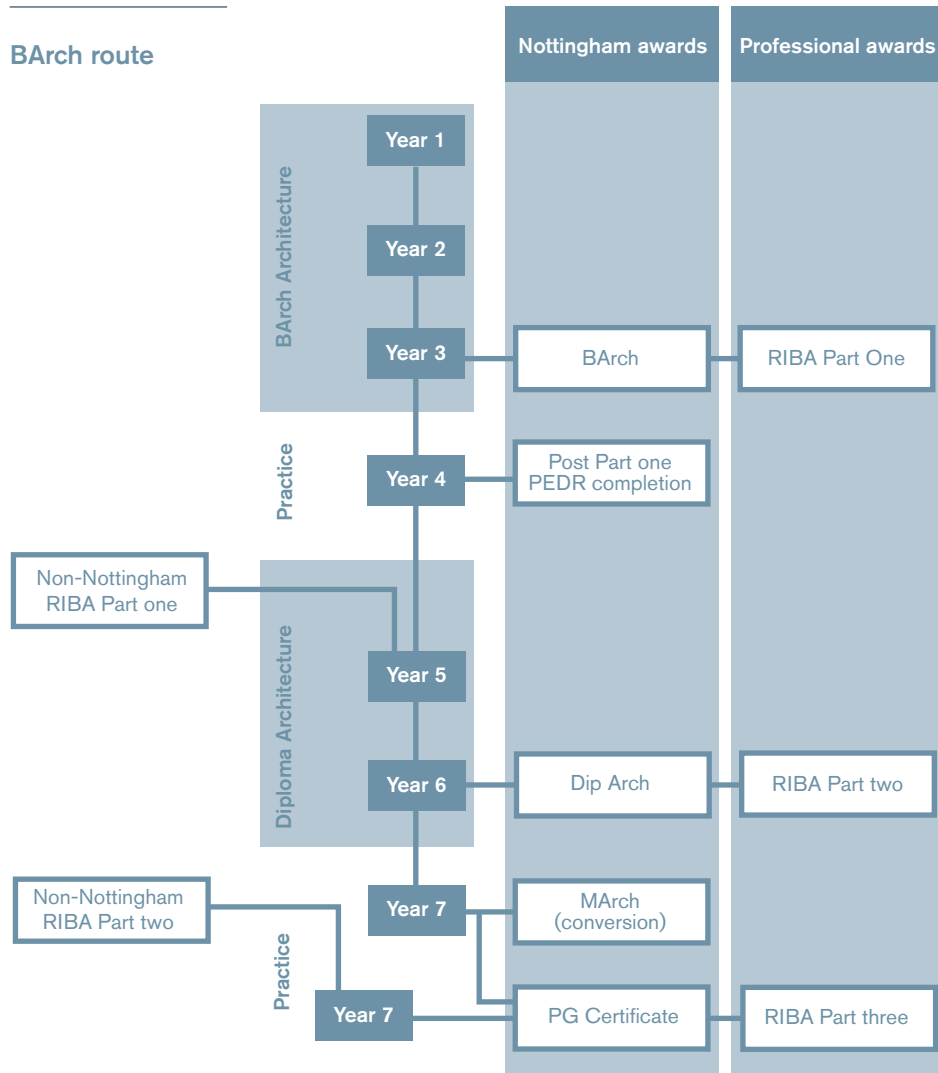 BArch route
Nottingham awards
Professional awards
BArch Architecture
Year 1
Year 2
Year 3
BArch
RIBA Part One
Practice
Year 4
Post Part one
PEDR completion
Non-Nottingham
RIBA Part one
Diploma Architecture
Year 5
Year 6
Dip Arch
RIBA Part two
Non-Nottingham
RIBA Part two
Year 7
MArch
(conversion)
Practice
Year 7
PG Certificate
RIBA Part three